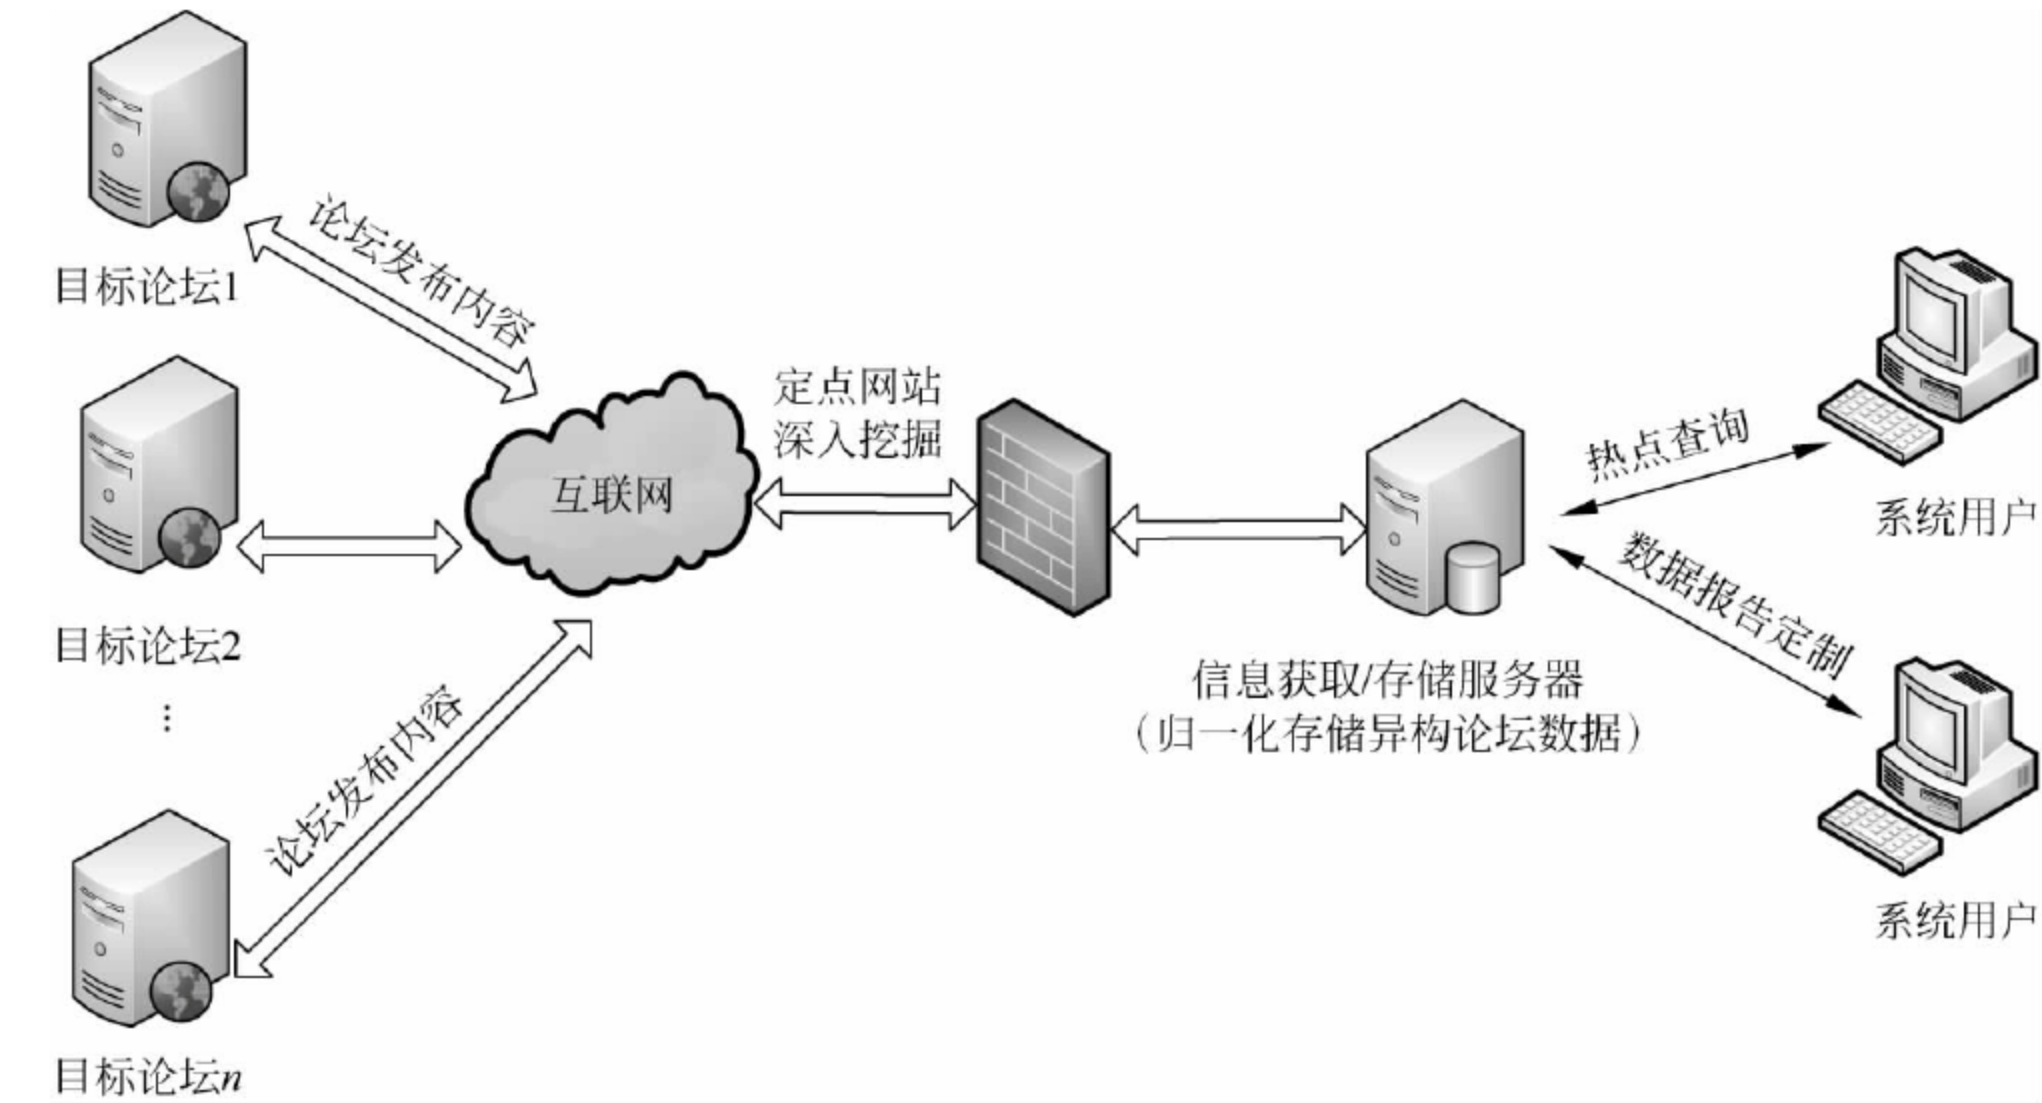 论坛发布内容
目标论坛1
定点网站
深入挖掘
互联网
热点查询
系统用户
数据报告定制
目标论坛2
⋮
信息获取/存储服务器
（归一化存储异构论坛数据）
论坛发布内容
系统用户
目标论坛n